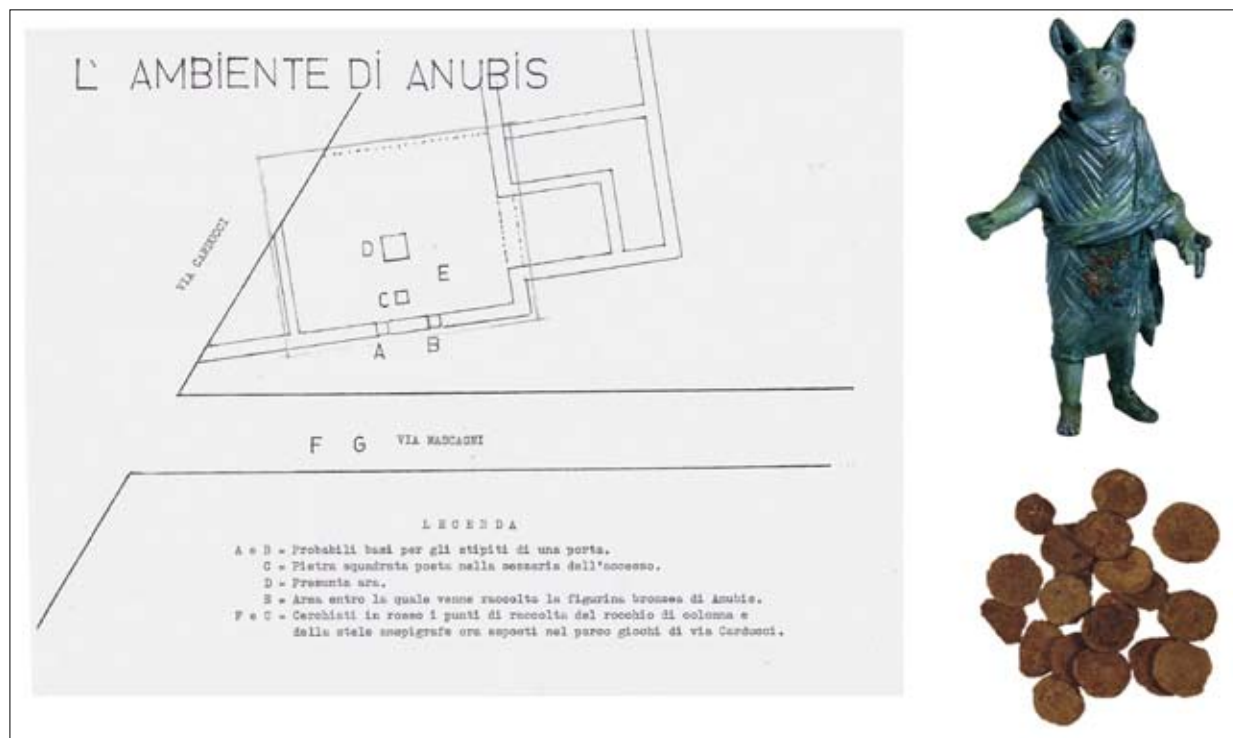 L' AMBIENTE DI ANUBIS
VIA CARDUCCI
D
E
C
A
B
F G VIA MASCAGNI
L E G E N D A
A e B = Probabili basi per gli stipiti di una porta.
C = Pietra squadrata posta nella mezzeria dell'accesso.
D = Presunta ara.
E = Area entro la quale venne raccolta la figurina bronzea di Anubis.
F e G = Cerchiati in rosso i punti di raccolta del rocchio di colonna e
della stele anepigrafe ora esposti nel parco giochi di via Carducci.